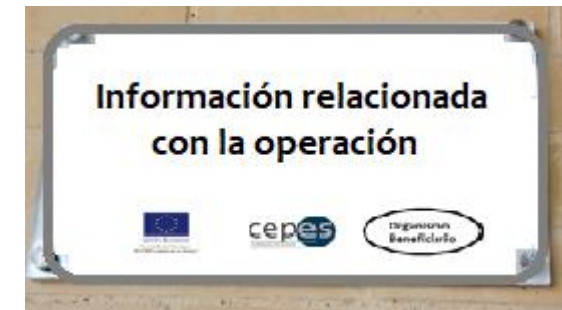 Información relacionada
con la operación
cepes
Organismo
Beneficiario